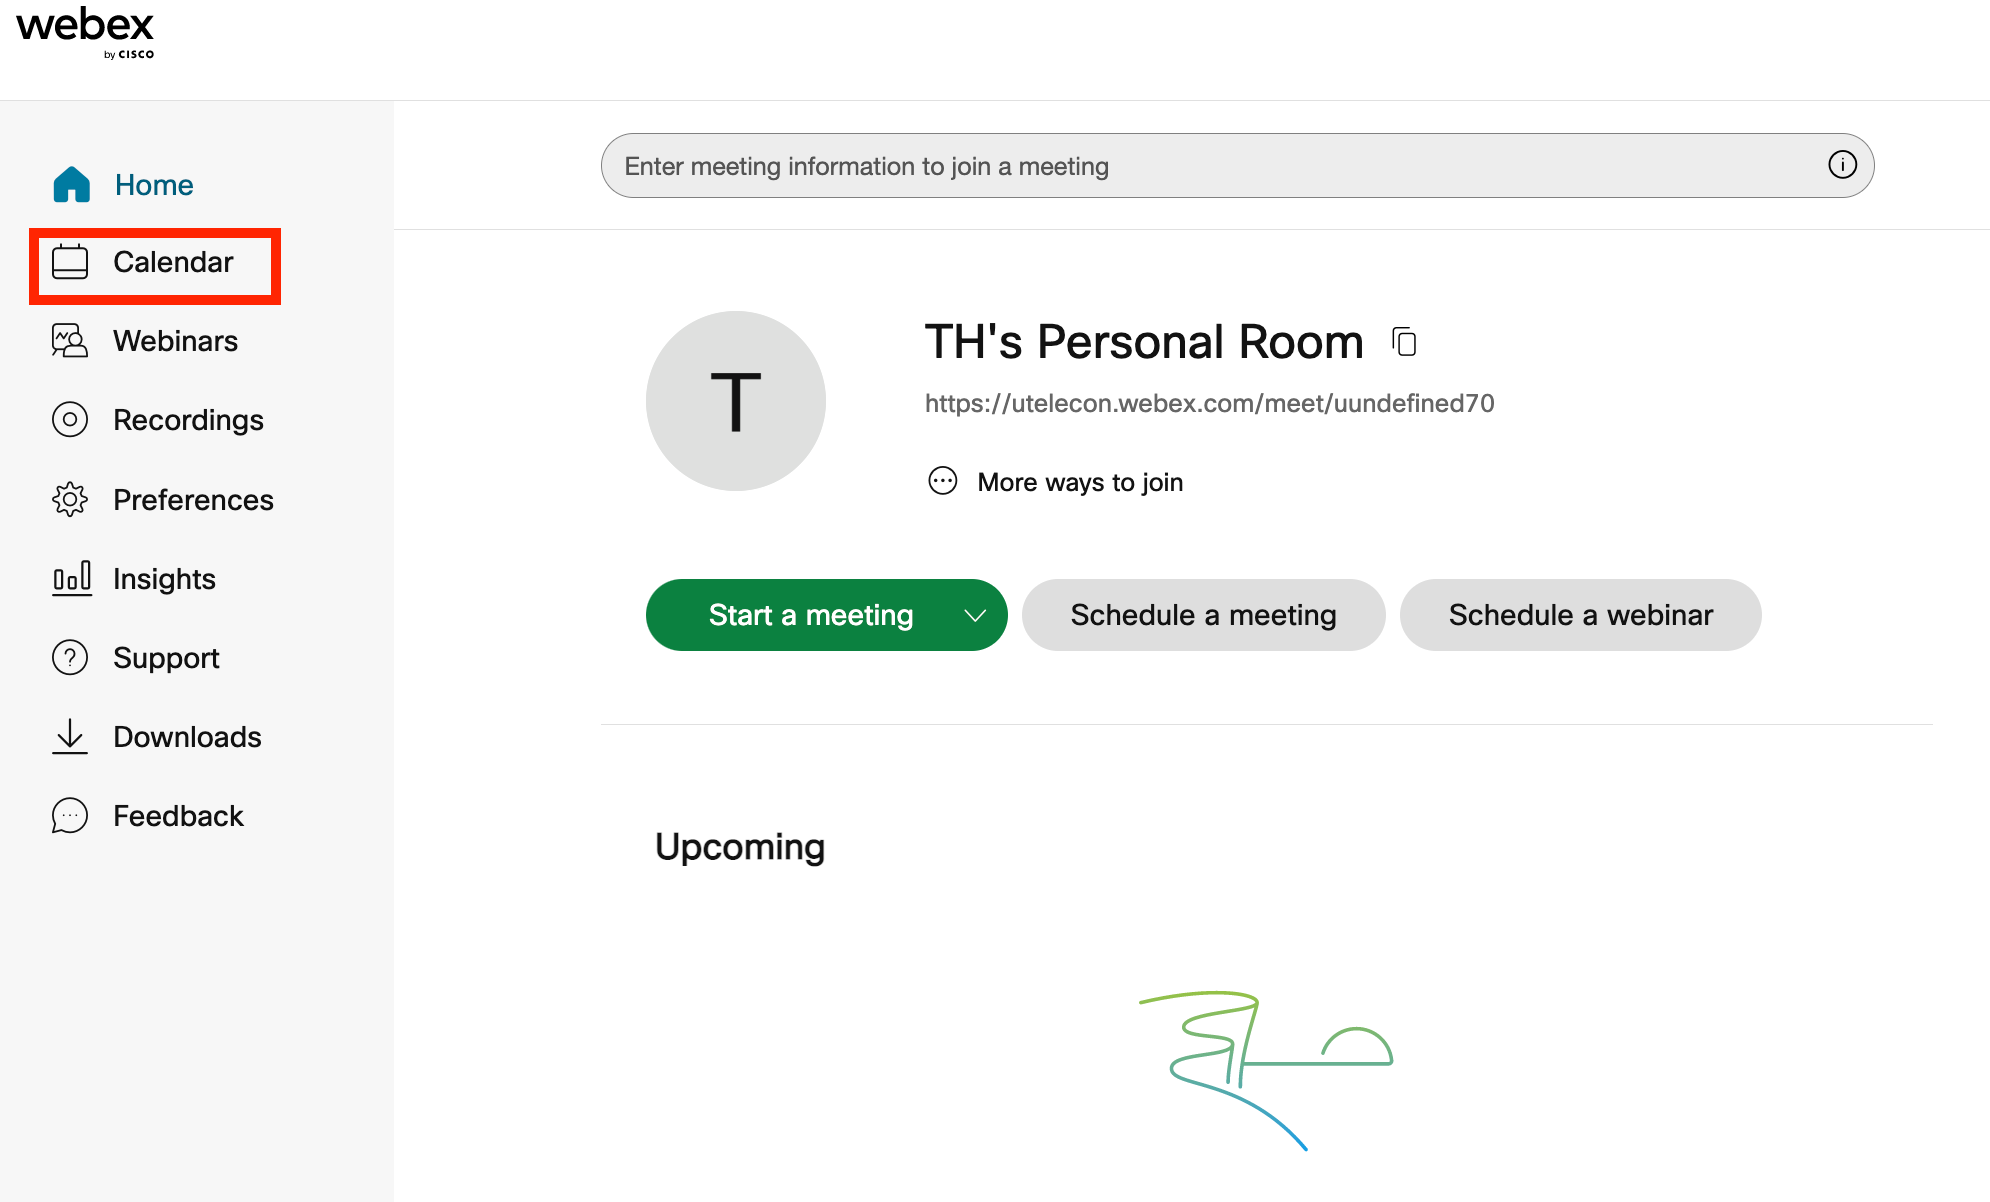 webex
by CISCO
Home
Calendar
Webinars
Recordings
Preferences
Insights
Support
Downloads
Feedback
Enter meeting information to join a meeting
T
TH's Personal Room
https://utelecon.webex.com/meet/uundefined70
More ways to join
Start a meeting
Schedule a meeting
Schedule a webinar
Upcoming